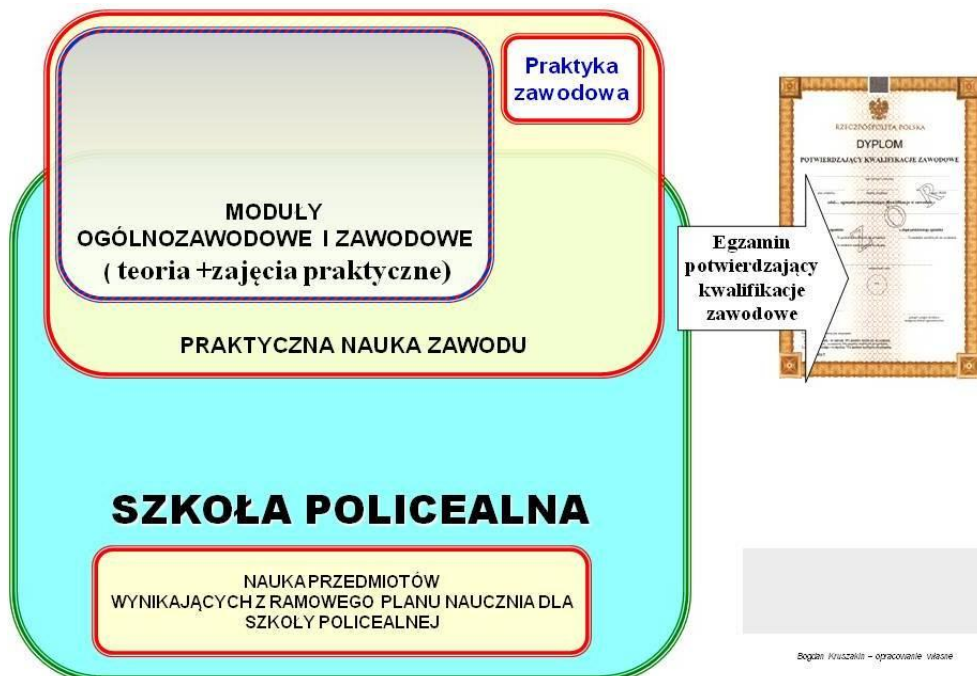 Praktyka
zawodowa
MODUŁY
OGÓLNOZAWODOWE I ZAWODOWE
( teoria +zajęcia praktyczne)
PRAKTYCZNA NAUKA ZAWODU
SZKOŁA POLICEALNA
NAUKA PRZEDMIOTÓW
WYNIKAJĄCYCH Z RAMOWEGO PLANU NAUCZNIA DLA
SZKOŁY POLICEALNEJ
Egzamin
potwierdzający
kwalifikacje
zawodowe
RZECZPOSPOLITA POLSKA
DYPLOM
POTWIERDZAJĄCY KWALIFIKACJE ZAWODOWE
Bogdan Kruszakin – opracowanie własne